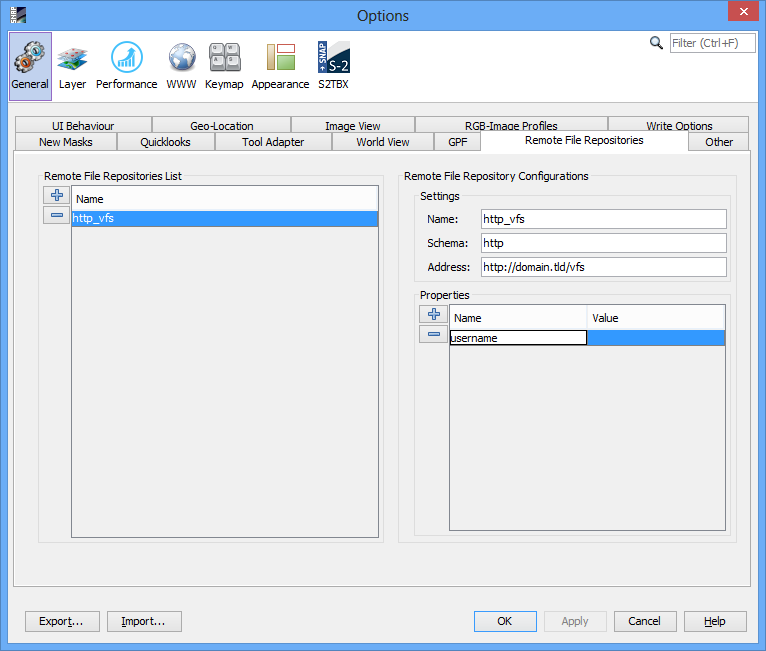 SNAP
Options
General
Layer
Performance
WWW
Keymap
Appearance
+ SNAP
S-2
S2TBX
Filter (Ctrl+F)
UI Behaviour
Geo-Location
Image View
RGB-Image Profiles
Write Options
New Masks
Quicklooks
Tool Adapter
World View
GPF
Remote File Repositories
Other
Remote File Repositories List
Name
http_vfs
Remote File Repository Configurations
Settings
Name:
http_vfs
Schema:
http
Address:
http://domain.tld/vfs
Properties
Name
Value
username
Export...
Import...
OK
Apply
Cancel
Help